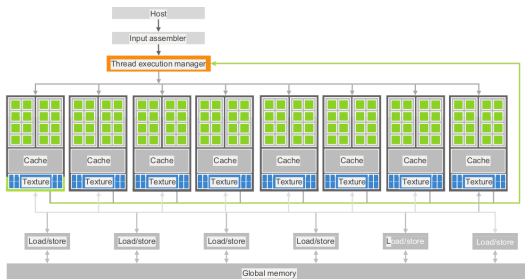 Host
Input assembler
Thread execution manager
Cache
Cache
Cache
Cache
Cache
Cache
Cache
Cache
Texture
Texture
Texture
Texture
Texture
Texture
Texture
Texture
Load/store
Load/store
Load/store
Load/store
Load/store
Load/store
Global memory